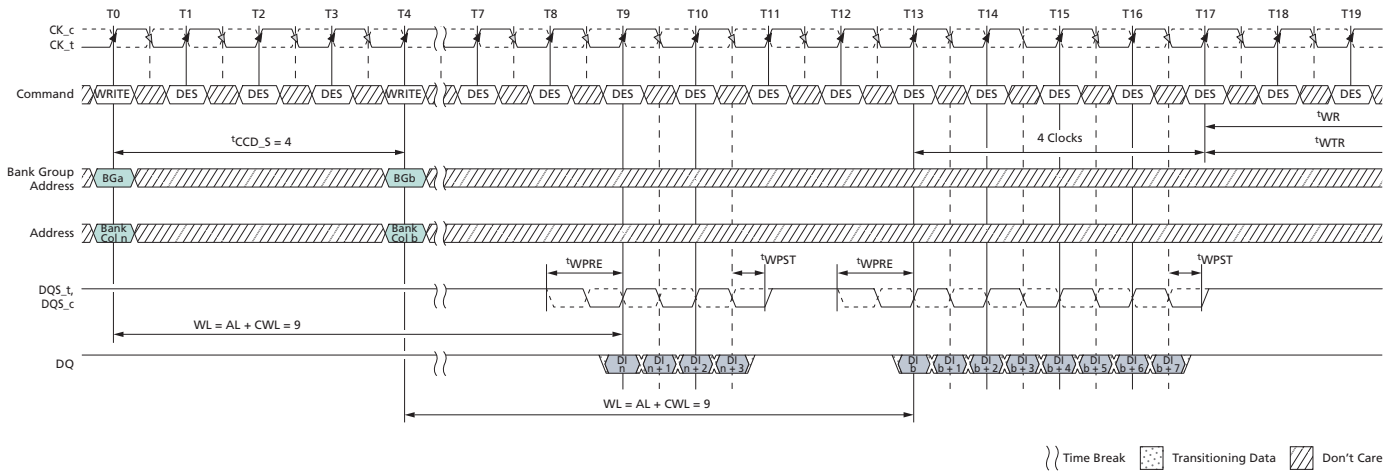 T0 T1 T2 T3 T4 T7 T8 T9 T10 T11 T12 T13 T14 T15 T16 T17 T18 T19
CK_c
CK_t
Command WRITE DES DES DES WRITE DES DES DES DES DES DES DES DES DES DES DES DES DES
tWR
tCCD_S = 4 4 Clocks tWTR
Bank Group
Address BGa BGb
Address Bank Col n Bank Col b
tWPRE tWPST tWPRE tWPST
DQS_t,
DQS_c
WL = AL + CWL = 9
DQ DI n DI n + 1 DI n + 2 DI n + 3 DI b DI b + 1 DI b + 2 DI b + 3 DI b + 4 DI b + 5 DI b + 6 DI b + 7
WL = AL + CWL = 9
Time Break Transitioning Data Don't Care